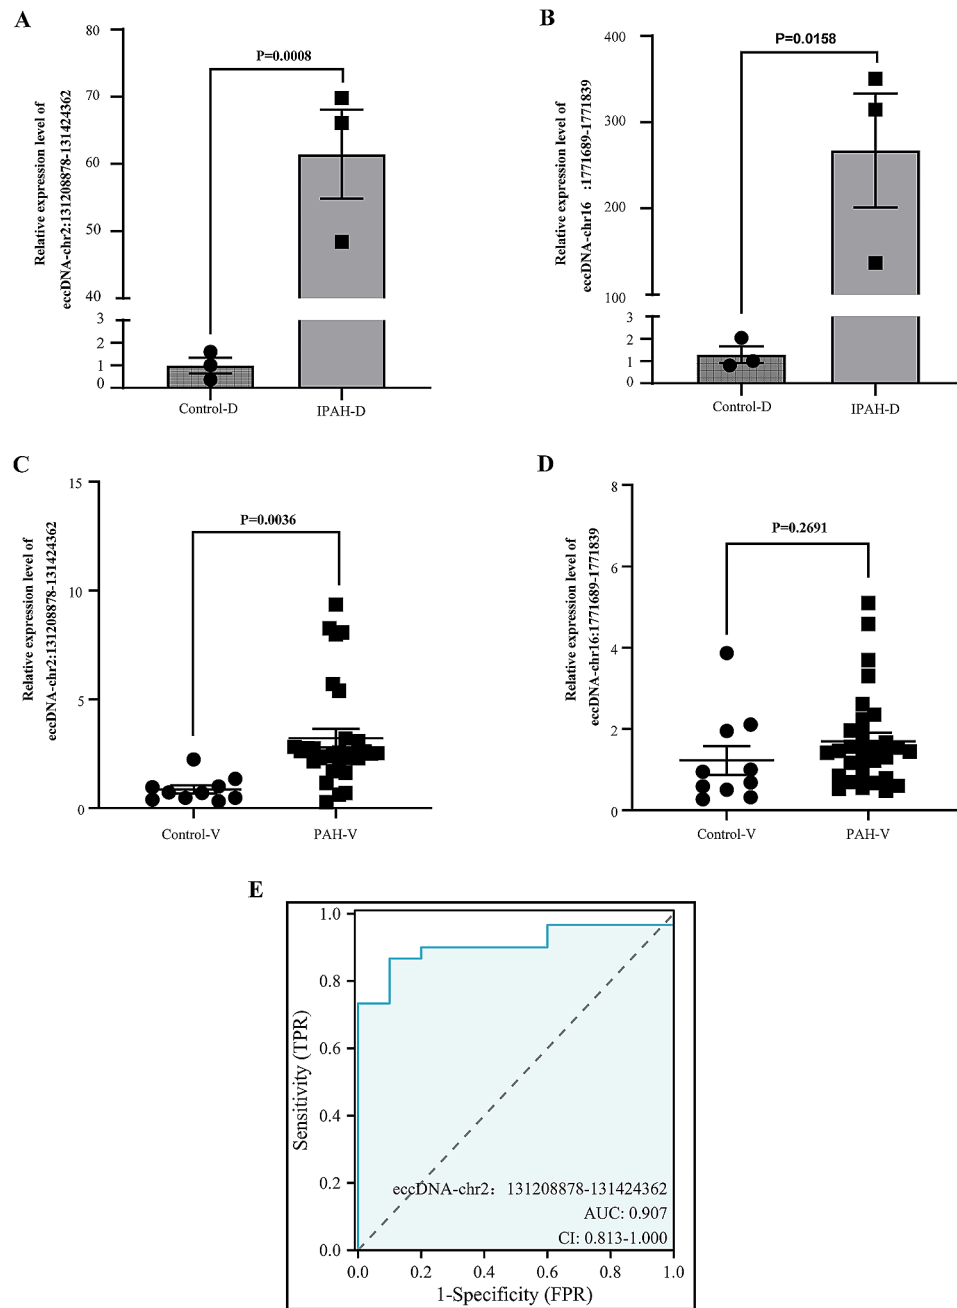 A
Relative expression level of
eccDNA-chr2:131208878-131424362
80
70
60
50
40
3
2
1
0
P=0.0008
Control-D
IPAH-D
B
Relative expression level of
eccDNA-chr16 :1771689-1771839
400
300
200
100
3
2
1
0
P=0.0158
Control-D
IPAH-D
C
Relative expression level of
eccDNA-chr2:131208878-131424362
15
10
5
0
P=0.0036
Control-V
PAH-V
D
Relative expression level of
eccDNA-chr16:1771689-1771839
8
6
4
2
0
P=0.2691
Control-V
PAH-V
E
Sensitivity (TPR)
1.0
0.8
0.6
0.4
0.2
0.0
eccDNA-chr2: 131208878-131424362
AUC: 0.907
CI: 0.813-1.000
0.0 0.2 0.4 0.6 0.8 1.0
1-Specificity (FPR)